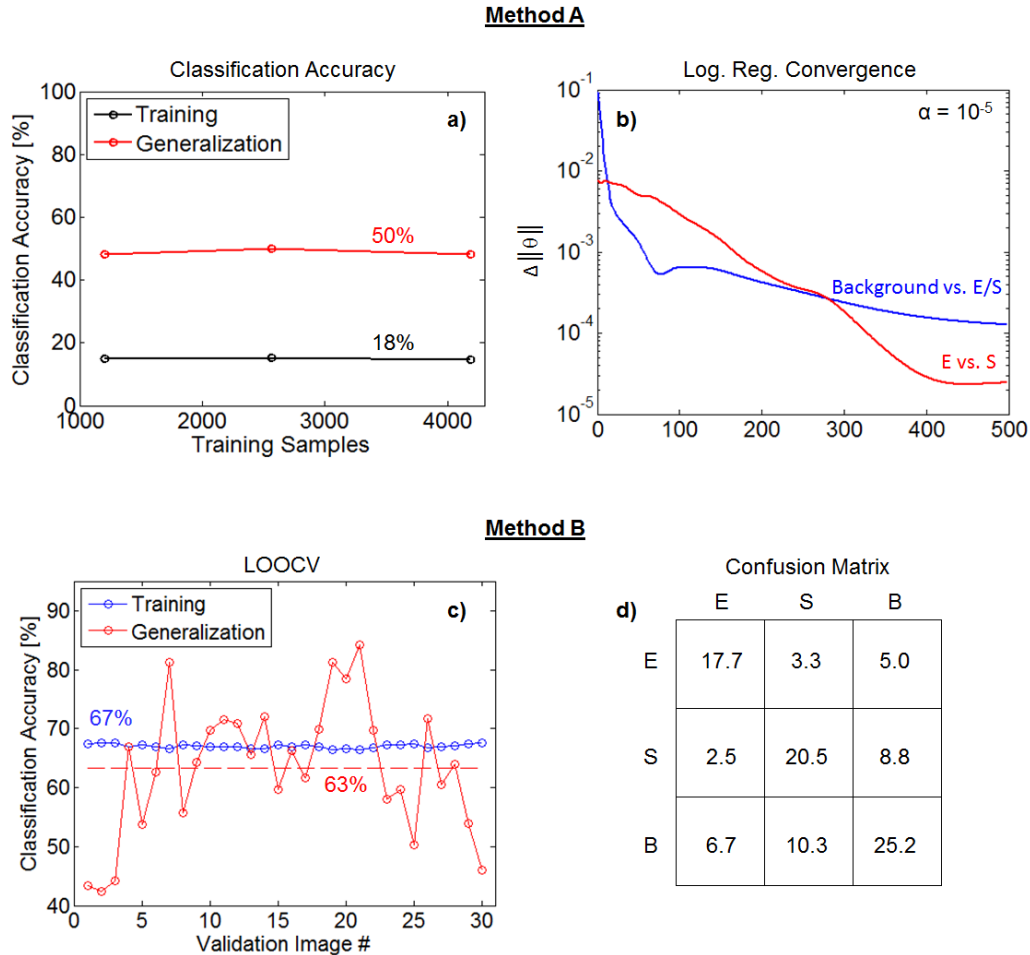 Method A
Classification Accuracy
Classification Accuracy [%]
100
80
60
40
20
0
Training
Generalization
a)
50%
18%
1000 2000 3000 4000
Training Samples
Log. Reg. Convergence
Δ ||θ||
10-1
10-2
10-3
10-4
10-5
b)
α = 10-5
Background vs. E/S
E vs. S
0 100 200 300 400 500
Method B
LOOCV
Classification Accuracy [%]
90
80
70
60
50
40
Training
Generalization
c)
67%
63%
0 5 10 15 20 25 30
Validation Image #
d)
Confusion Matrix
E S B
E 17.7 3.3 5.0
S 2.5 20.5 8.8
B 6.7 10.3 25.2